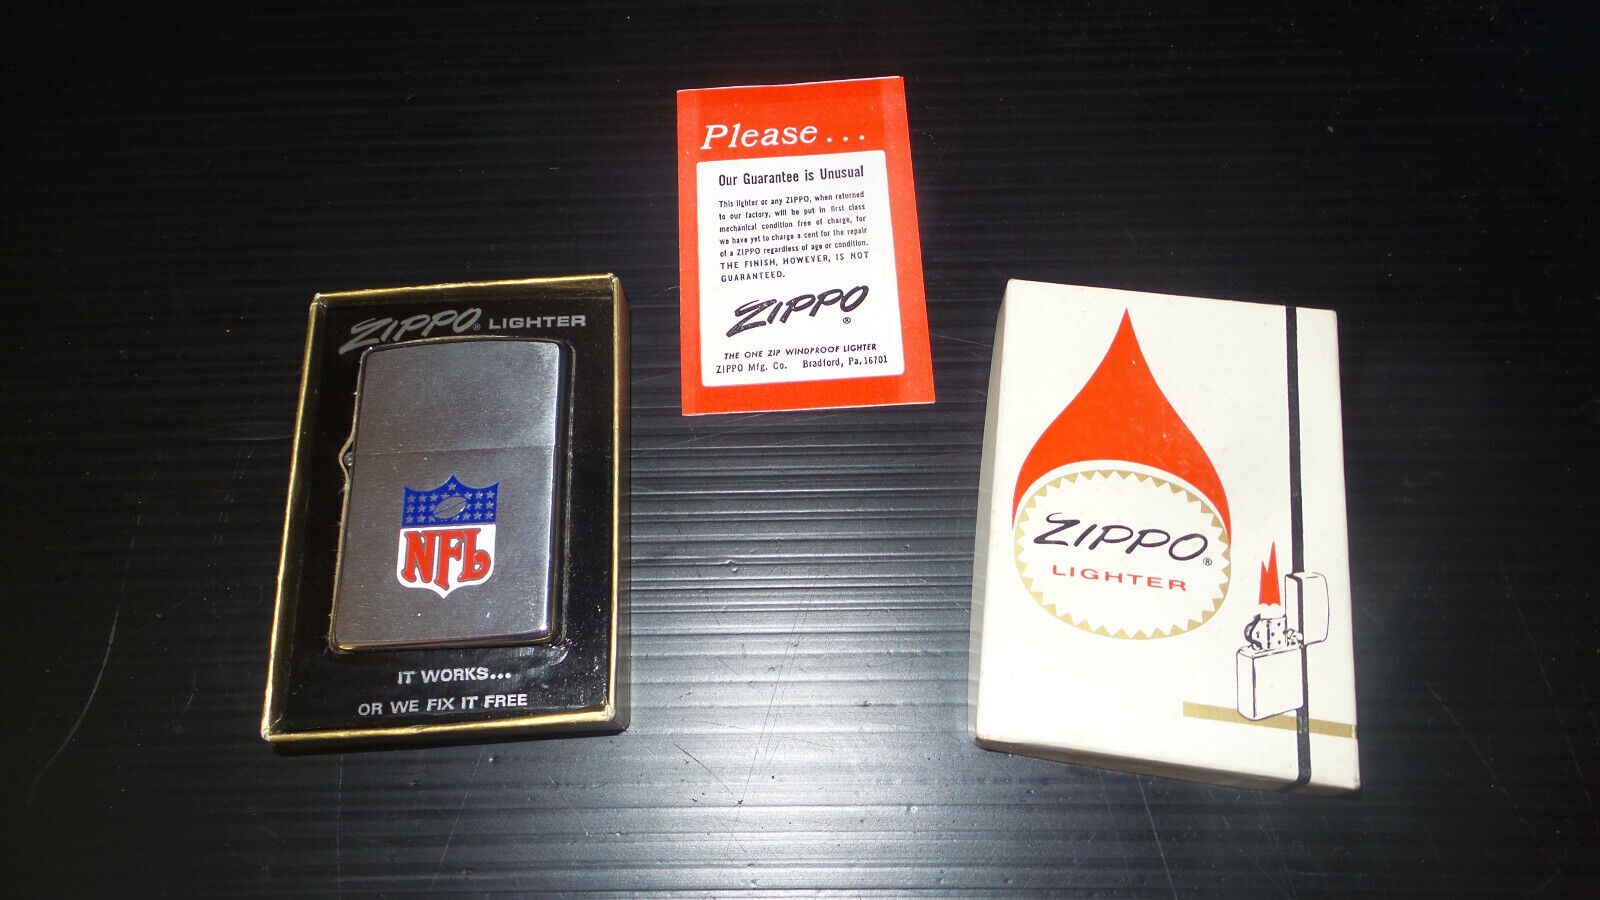 ZIPPO® LIGHTER
NFL
IT WORKS...
OR WE FIX IT FREE
Please...
Our Guarantee is Unusual
This lighter or any ZIPPO, when returned
to our factory, will be put in first class
mechanical condition free of charge, for
we have yet to charge a cent for the repair
of a ZIPPO regardless of age or condition.
THE FINISH, HOWEVER, IS NOT
GUARANTEED.
ZIPPO®
THE ONE ZIP WINDPROOF LIGHTER
ZIPPO Mfg. Co. Bradford, Pa. 16701
ZIPPO®
LIGHTER